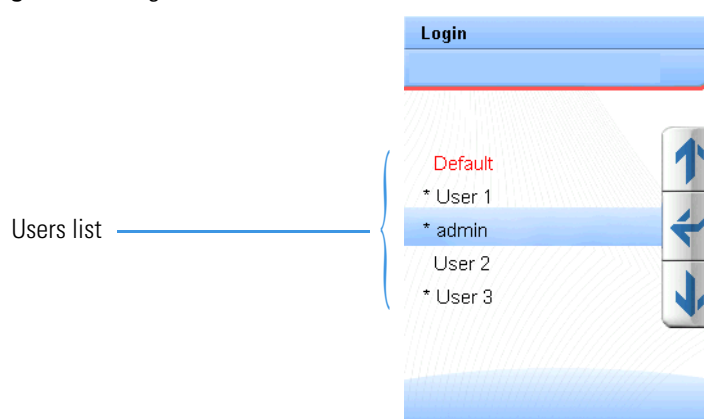 Login
Default
* User 1
Users list
* admin
User 2
* User 3